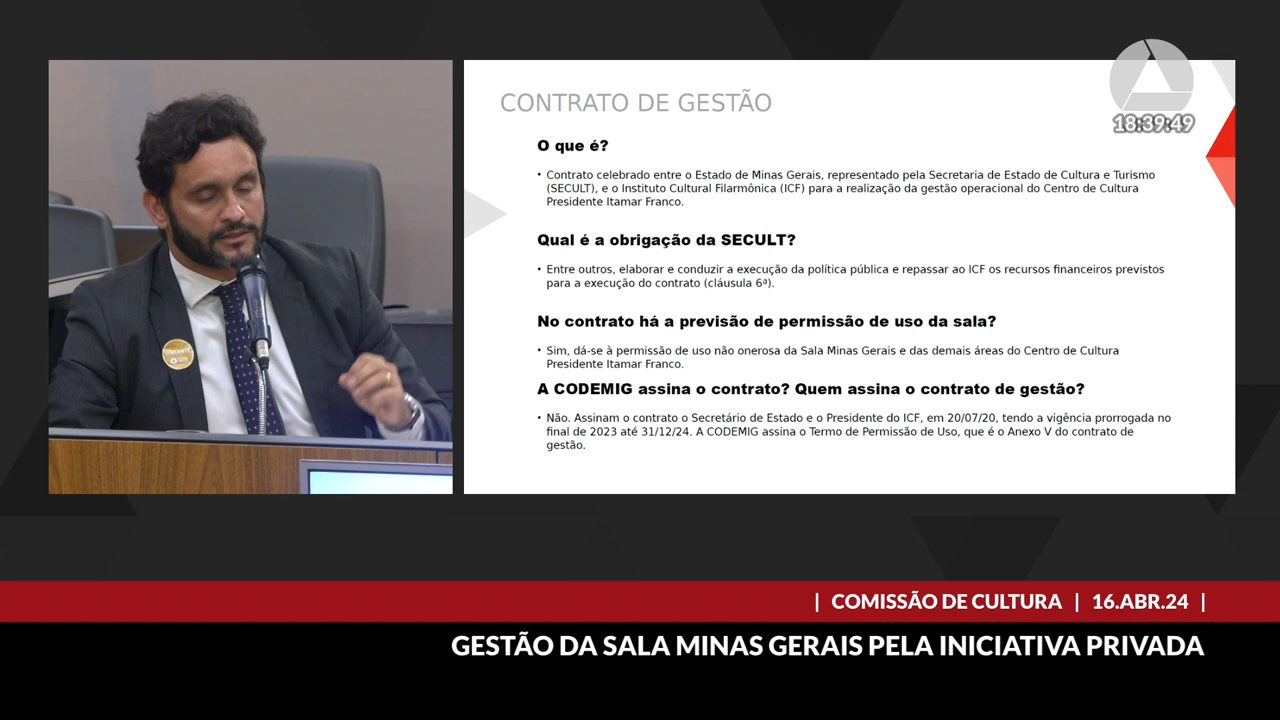 CONTRATO DE GESTÃO
18:39:49
O que é?
• Contrato celebrado entre o Estado de Minas Gerais, representado pela Secretaria de Estado de Cultura e Turismo
(SECULT), e o Instituto Cultural Filarmônica (ICF) para a realização da gestão operacional do Centro de Cultura
Presidente Itamar Franco.
Qual é a obrigação da SECULT?
• Entre outros, elaborar e conduzir a execução da política pública e repassar ao ICF os recursos financeiros previstos
para a execução do contrato (cláusula 6ª).
No contrato há a previsão de permissão de uso da sala?
• Sim, dá-se à permissão de uso não onerosa da Sala Minas Gerais e das demais áreas do Centro de Cultura
Presidente Itamar Franco.
A CODEMIG assina o contrato? Quem assina o contrato de gestão?
• Não. Assinam o contrato o Secretário de Estado e o Presidente do ICF, em 20/07/20, tendo a vigência prorrogada no
final de 2023 até 31/12/24. A CODEMIG assina o Termo de Permissão de Uso, que é o Anexo V do contrato de
gestão.
VISITANTE
| COMISSÃO DE CULTURA | 16.ABR.24 |
GESTÃO DA SALA MINAS GERAIS PELA INICIATIVA PRIVADA